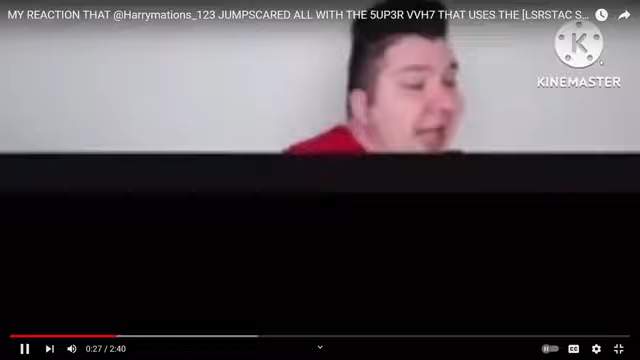 MY REACTION THAT @Harrymations_123 JUMPSCARED ALL WITH THE 5UP3R VVH7 THAT USES THE [LSRSTAC S...
KINEMASTER
0:27 / 2:40
CC